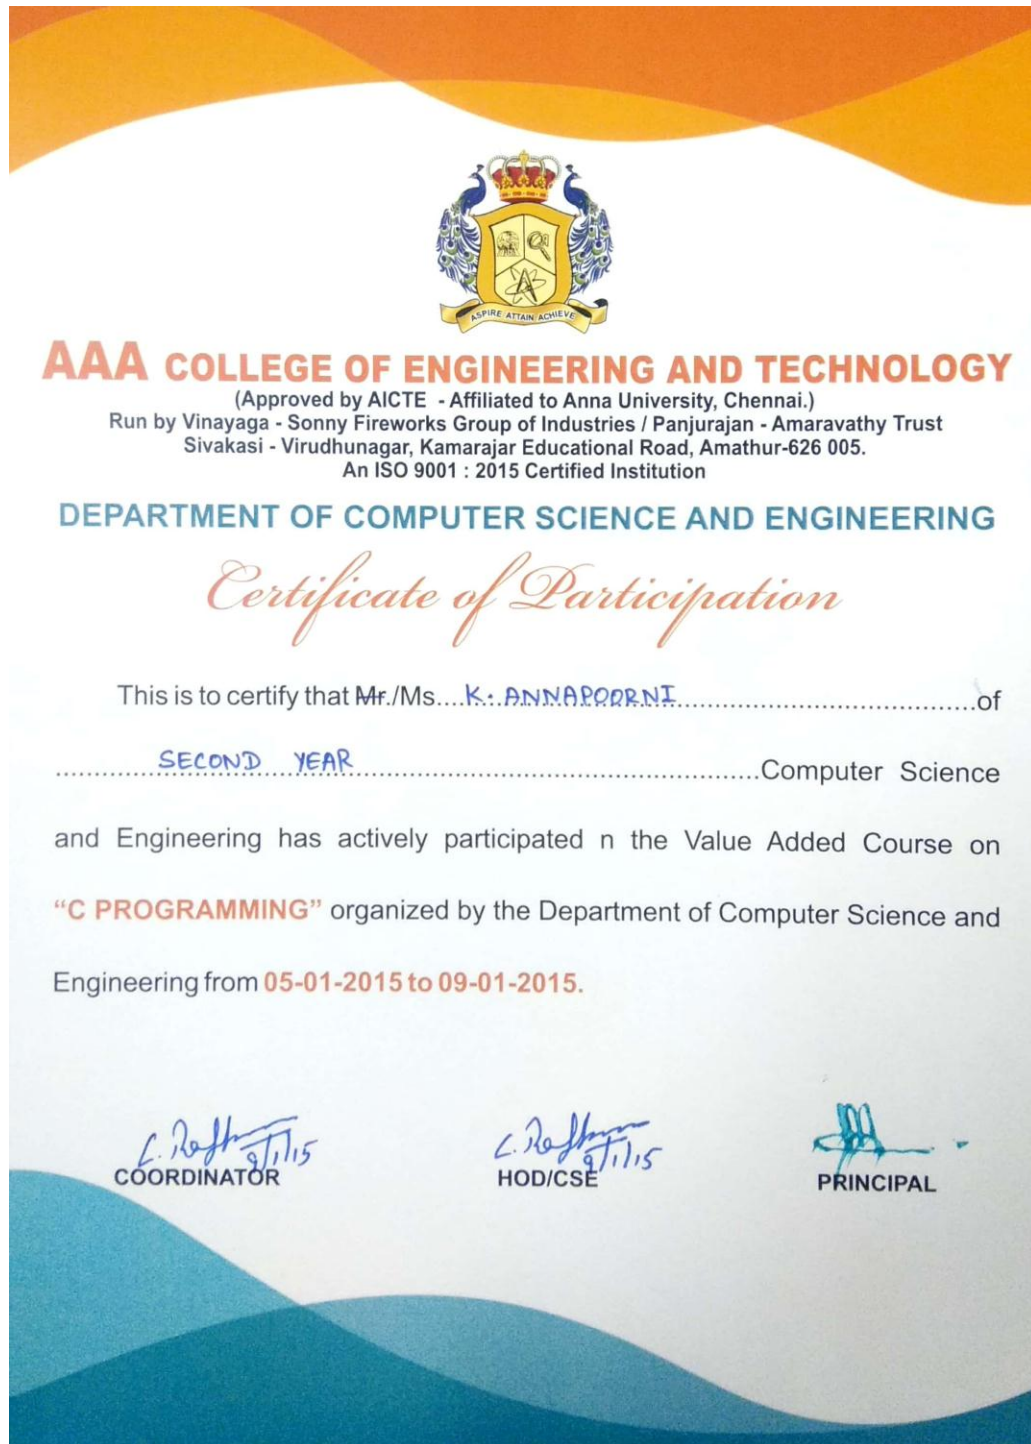 ASPIRE ATTAIN ACHIEVE
AAA COLLEGE OF ENGINEERING AND TECHNOLOGY
(Approved by AICTE - Affiliated to Anna University, Chennai.)
Run by Vinayaga - Sonny Fireworks Group of Industries / Panjurajan - Amaravathy Trust
Sivakasi - Virudhunagar, Kamarajar Educational Road, Amathur-626 005.
An ISO 9001 : 2015 Certified Institution
DEPARTMENT OF COMPUTER SCIENCE AND ENGINEERING
Certificate of Participation
This is to certify that Mr./Ms....K. ANNAPOORNI..........of
SECOND YEAR..........Computer Science
and Engineering has actively participated n the Value Added Course on
“C PROGRAMMING” organized by the Department of Computer Science and
Engineering from 05-01-2015 to 09-01-2015.
9/1/15 9/1/15
COORDINATOR HOD/CSE PRINCIPAL